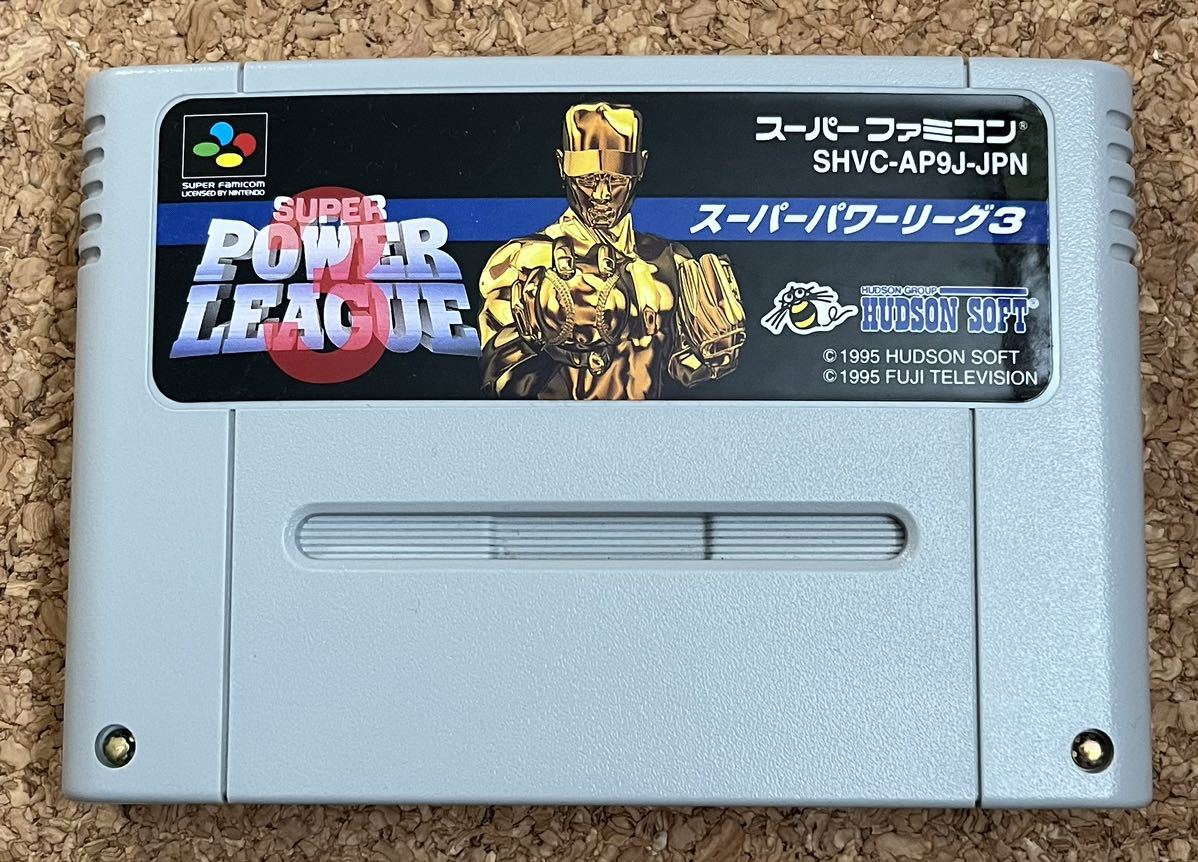 SUPER FAMICOM
LICENSED BY NINTENDO
SUPER
POWER
LEAGUE
3
スーパーファミコン®
SHVC-AP9J-JPN
スーパーパワーリーグ3
HUDSON GROUP
HUDSON SOFT®
© 1995 HUDSON SOFT
© 1995 FUJI TELEVISION